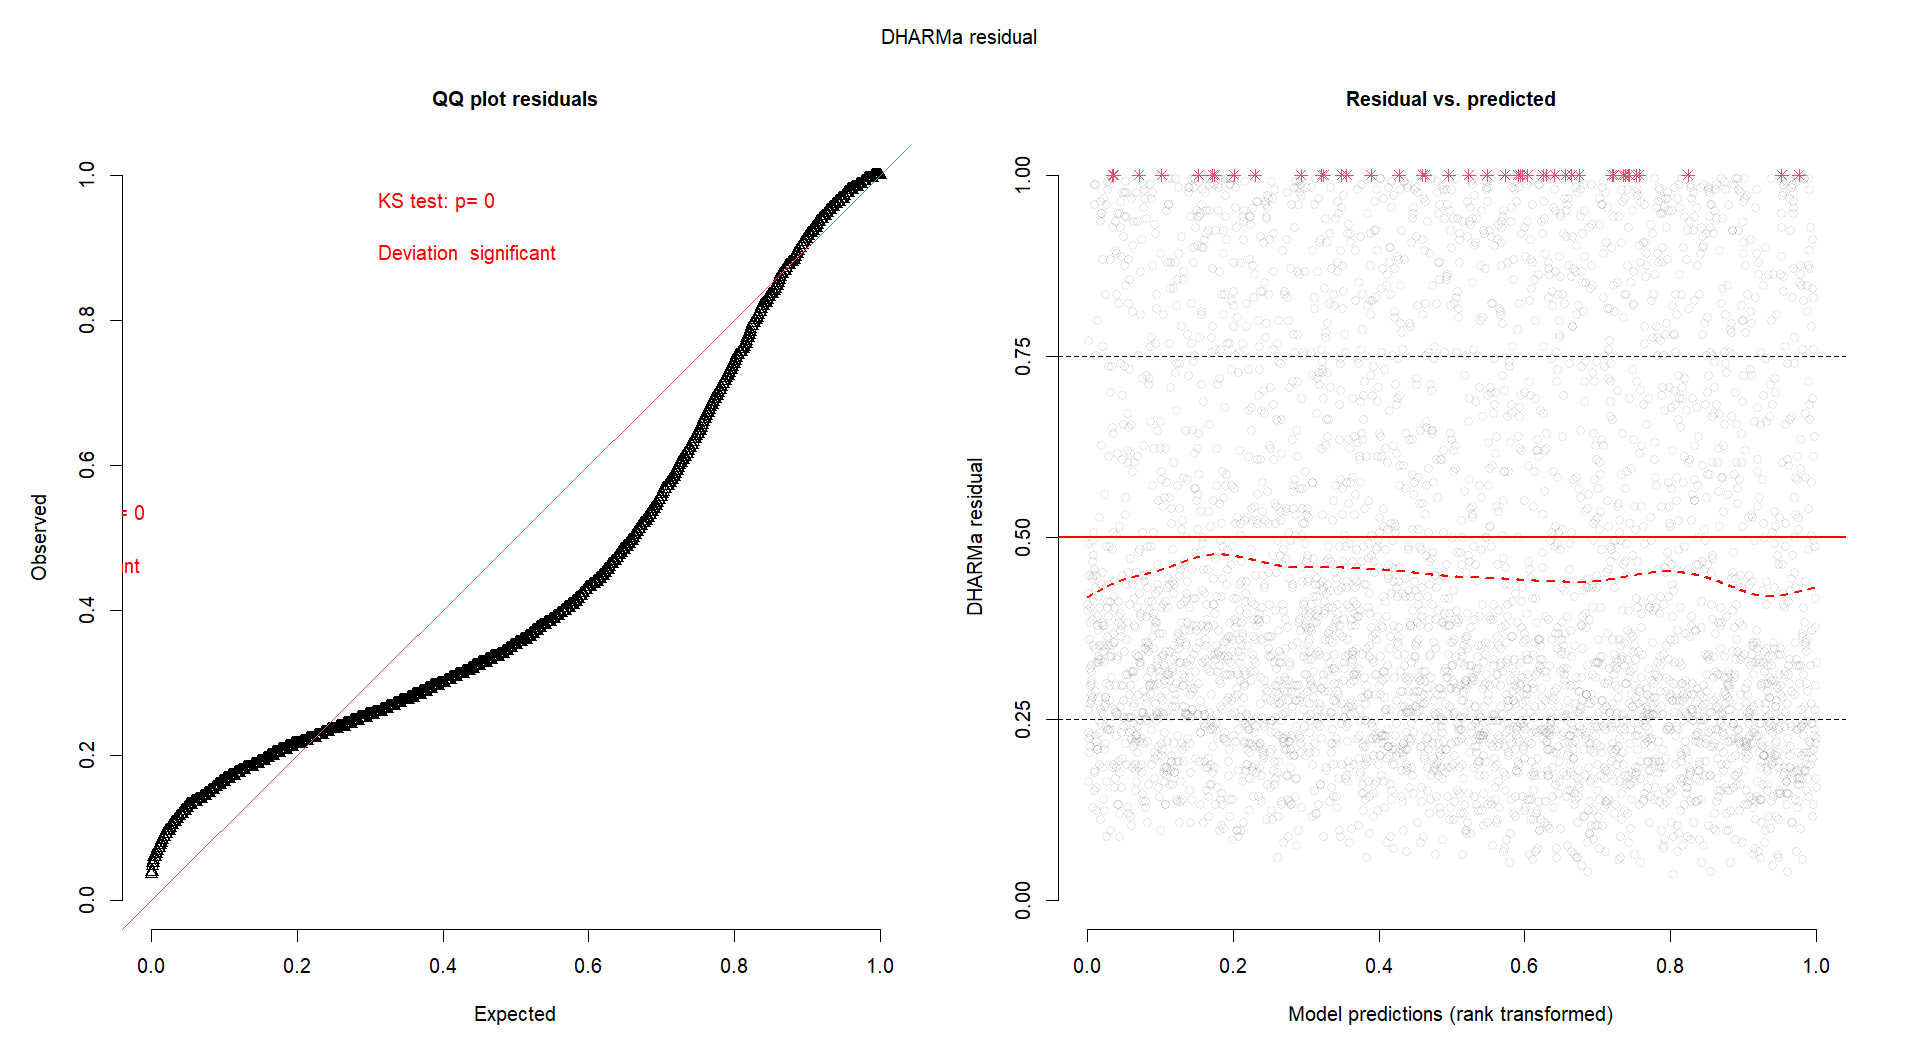 DHARMa residual
QQ plot residuals
KS test: p= 0
Deviation  significant
= 0
nt
Observed
0.0
0.2
0.4
0.6
0.8
1.0
0.0 0.2 0.4 0.6 0.8 1.0
Expected
Residual vs. predicted
DHARMa residual
0.00
0.25
0.50
0.75
1.00
0.0 0.2 0.4 0.6 0.8 1.0
Model predictions (rank transformed)